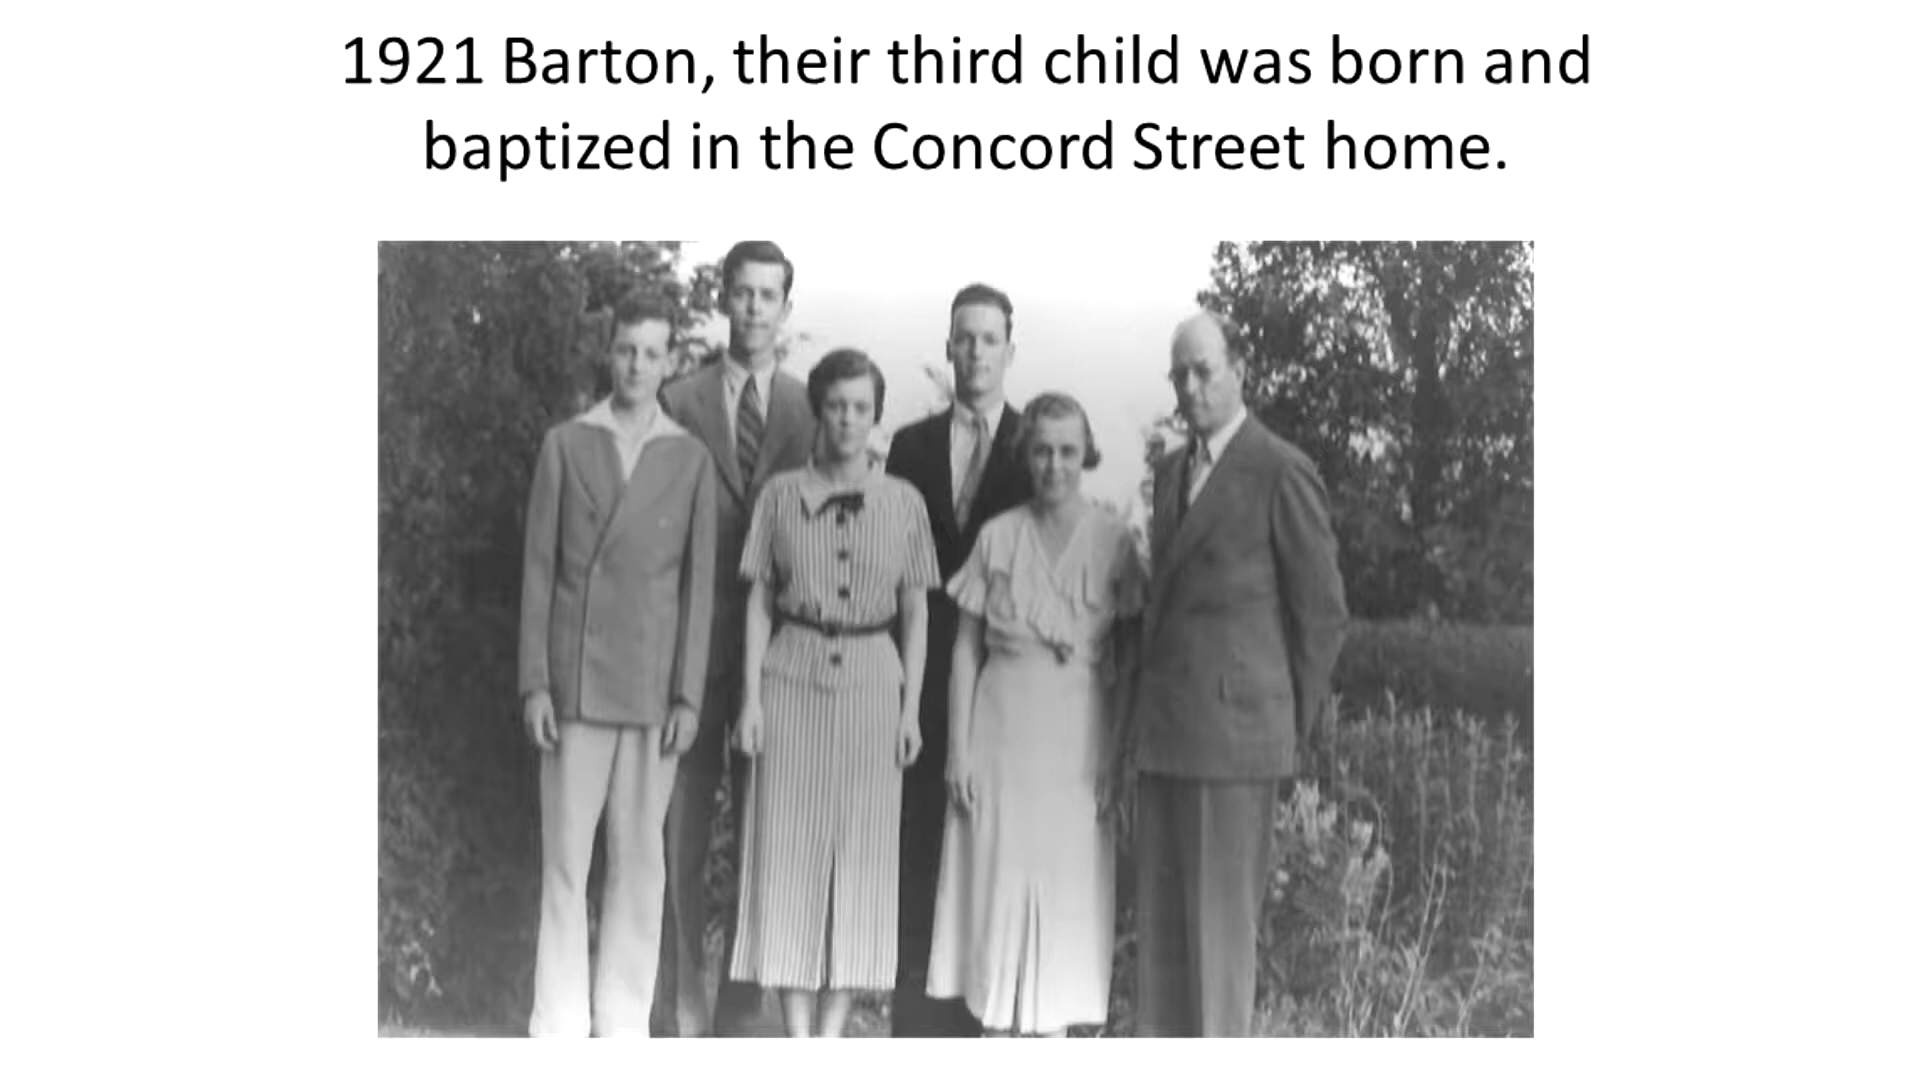 1921 Barton, their third child was born and
baptized in the Concord Street home.